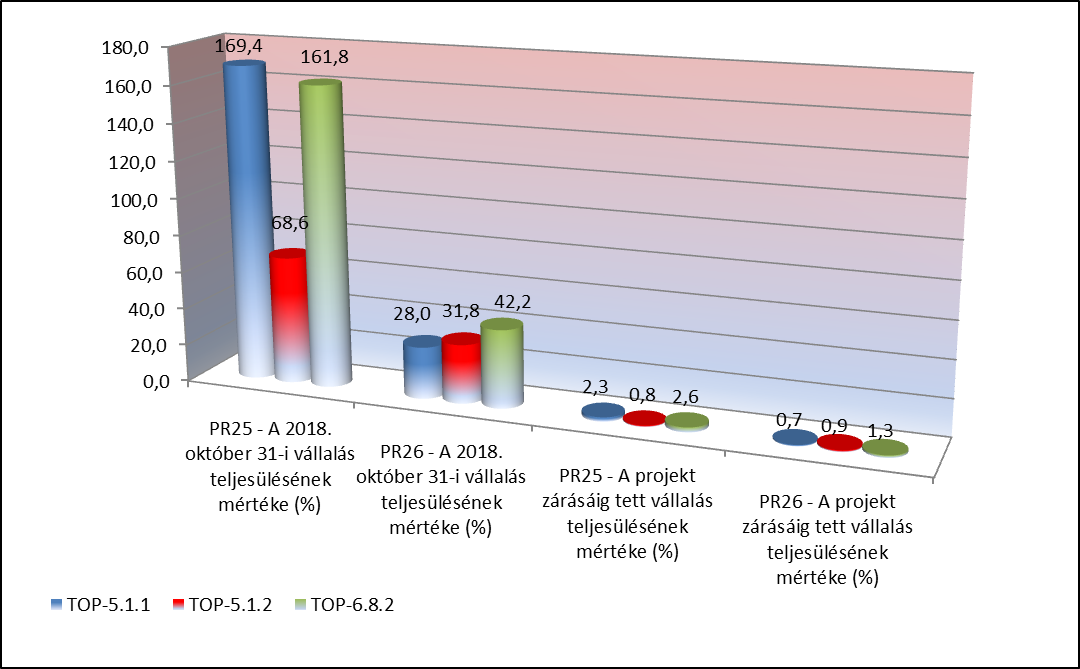 180,0
160,0
140,0
120,0
100,0
80,0
60,0
40,0
20,0
0,0
169,4
68,6
161,8
28,0
31,8
42,2
2,3
0,8
2,6
0,7
0,9
1,3
PR25 - A 2018.
október 31-i vállalás
teljesülésének
mértéke (%)
PR26 - A 2018.
október 31-i vállalás
teljesülésének
mértéke (%)
PR25 - A projekt
zárásáig tett vállalás
teljesülésének
mértéke (%)
PR26 - A projekt
zárásáig tett vállalás
teljesülésének
mértéke (%)
TOP-5.1.1
TOP-5.1.2
TOP-6.8.2